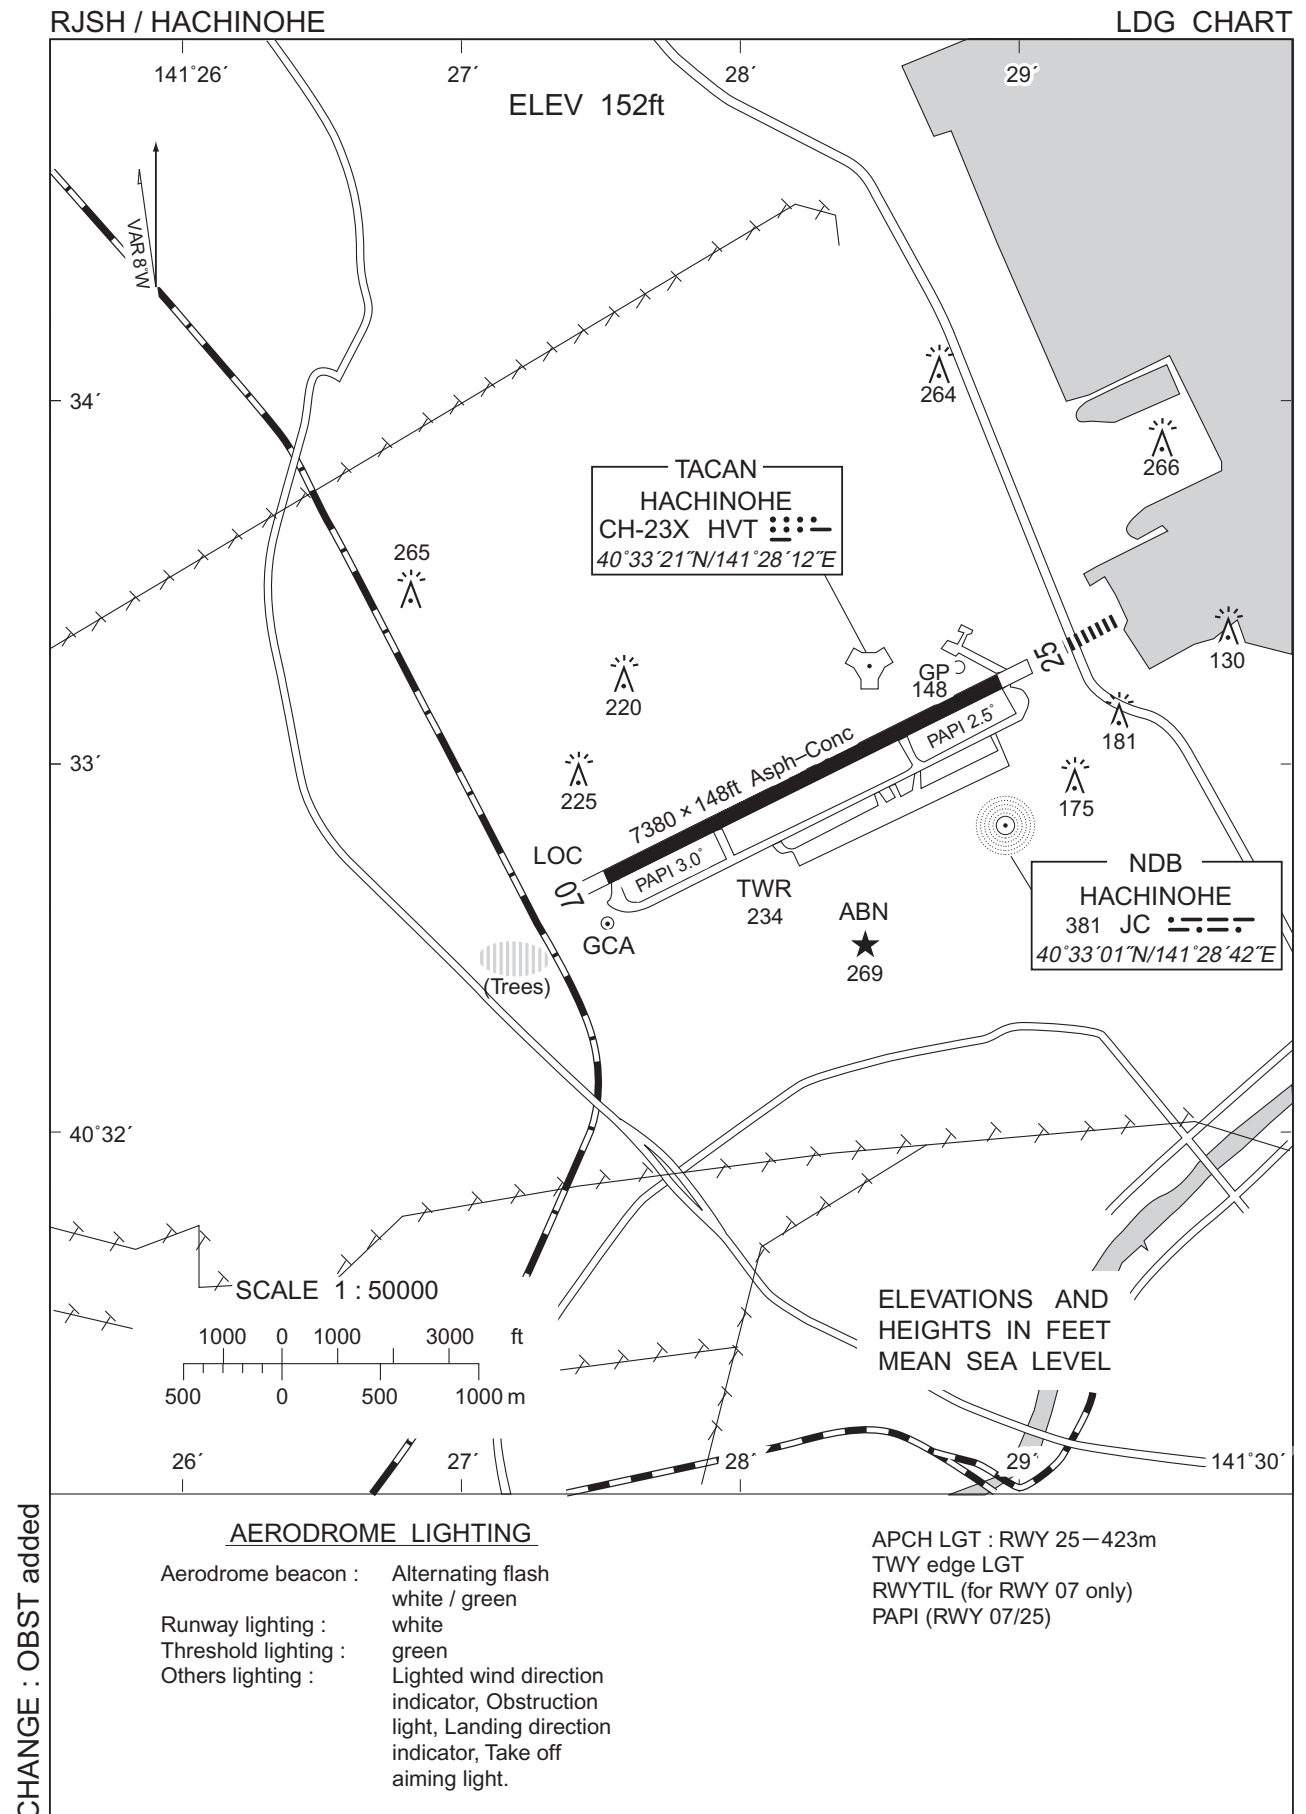 RJSH / HACHINOHE
LDG CHART
141°26´
27´
28´
29´
ELEV 152ft
VAR 8°W
34´
264
266
TACAN
HACHINOHE
CH-23X HVT
40°33´21˝N/141°28´12˝E
265
25
130
GP
148
220
PAPI 2.5°
181
33´
7380 × 148ft Asph–Conc
225
175
LOC
PAPI 3.0°
07
TWR
234
ABN
269
NDB
HACHINOHE
381 JC
40°33´01˝N/141°28´42˝E
GCA
(Trees)
40°32´
SCALE 1 : 50000
1000 0 1000 3000 ft
500 0 500 1000 m
ELEVATIONS AND
HEIGHTS IN FEET
MEAN SEA LEVEL
26´
27´
28´
29´
141°30´
AERODROME LIGHTING
Aerodrome beacon : Alternating flash
white / green
Runway lighting : white
Threshold lighting : green
Others lighting : Lighted wind direction
indicator, Obstruction
light, Landing direction
indicator, Take off
aiming light.
APCH LGT : RWY 25－423m
TWY edge LGT
RWYTIL (for RWY 07 only)
PAPI (RWY 07/25)
CHANGE : OBST added